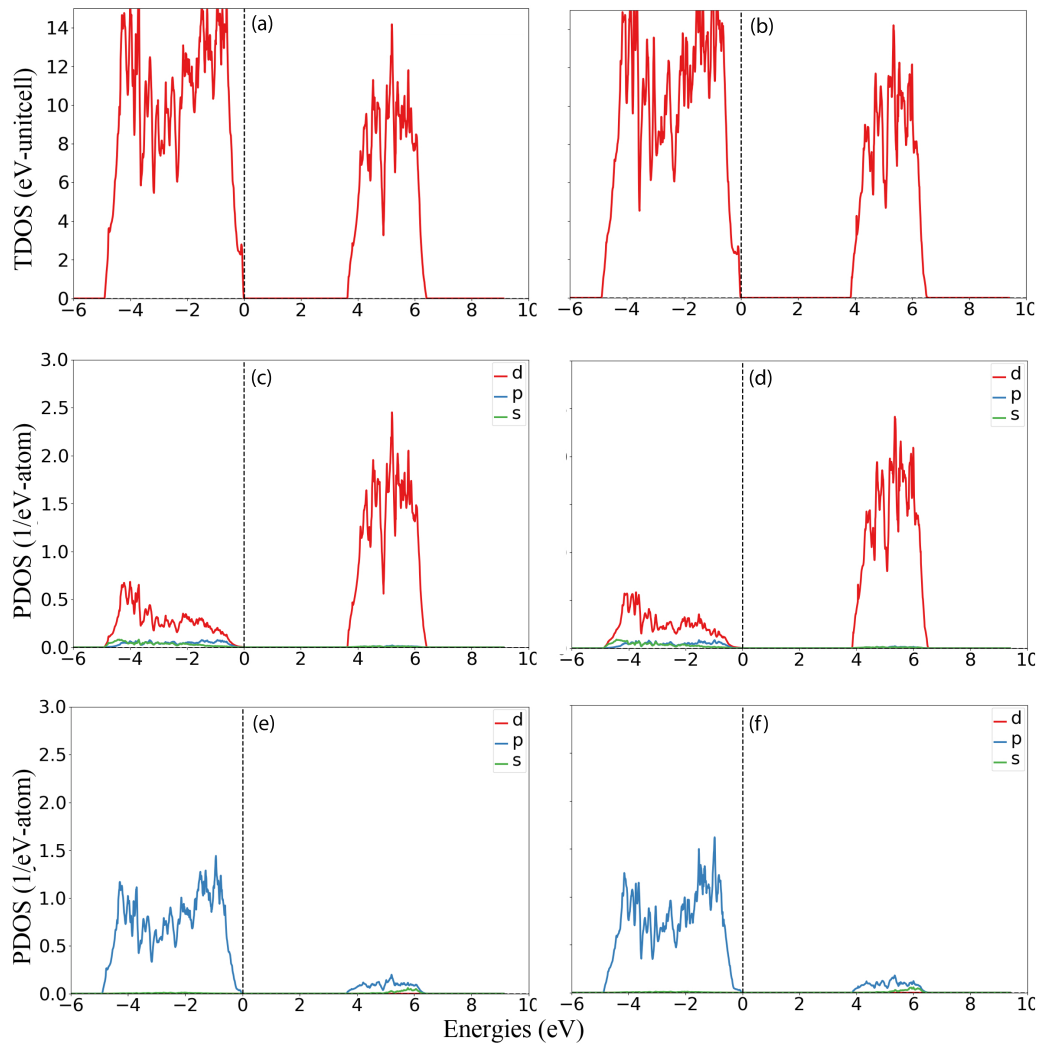 (a)
(b)
TDOS (eV-unitcell)
14
12
10
8
6
4
2
0
−6 −4 −2 0 2 4 6 8 10
−6 −4 −2 0 2 4 6 8 10
(c)
(d)
PDOS (1/eV-atom)
3.0
2.5
2.0
1.5
1.0
0.5
0.0
d
p
s
d
p
s
−6 −4 −2 0 2 4 6 8 10
−6 −4 −2 0 2 4 6 8 10
(e)
(f)
PDOS (1/eV-atom)
3.0
2.5
2.0
1.5
1.0
0.5
0.0
d
p
s
d
p
s
−6 −4 −2 0 2 4 6 8 10
−6 −4 −2 0 2 4 6 8 10
Energies (eV)